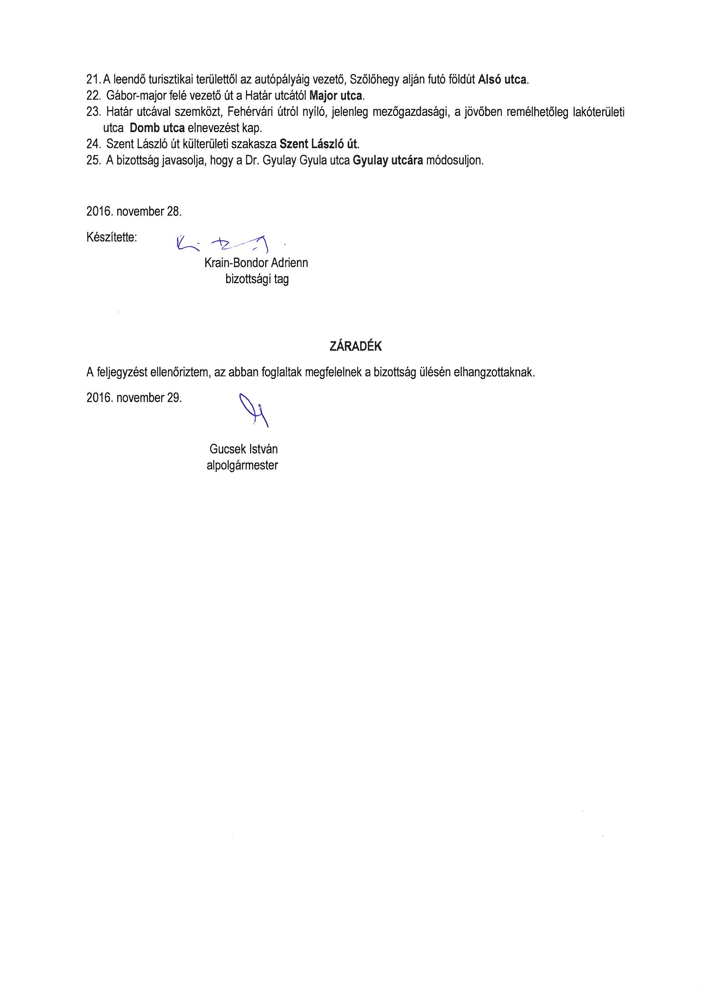 21. A leendő turisztikai területtől az autópályáig vezető, Szőlőhegy alján futó földút Alsó utca.
22. Gábor-major felé vezető út a Határ utcától Major utca.
23. Határ utcával szemközt, Fehérvári útról nyíló, jelenleg mezőgazdasági, a jövőben remélhetőleg lakóterületi
utca Domb utca elnevezést kap.
24. Szent László út külterületi szakasza Szent László út.
25. A bizottság javasolja, hogy a Dr. Gyulay Gyula utca Gyulay utcára módosuljon.
2016. november 28.
Készítette:
Krain-Bondor Adrienn
bizottsági tag
ZÁRADÉK
A feljegyzést ellenőriztem, az abban foglaltak megfelelnek a bizottság ülésén elhangzottaknak.
2016. november 29.
Gucsek István
alpolgármester